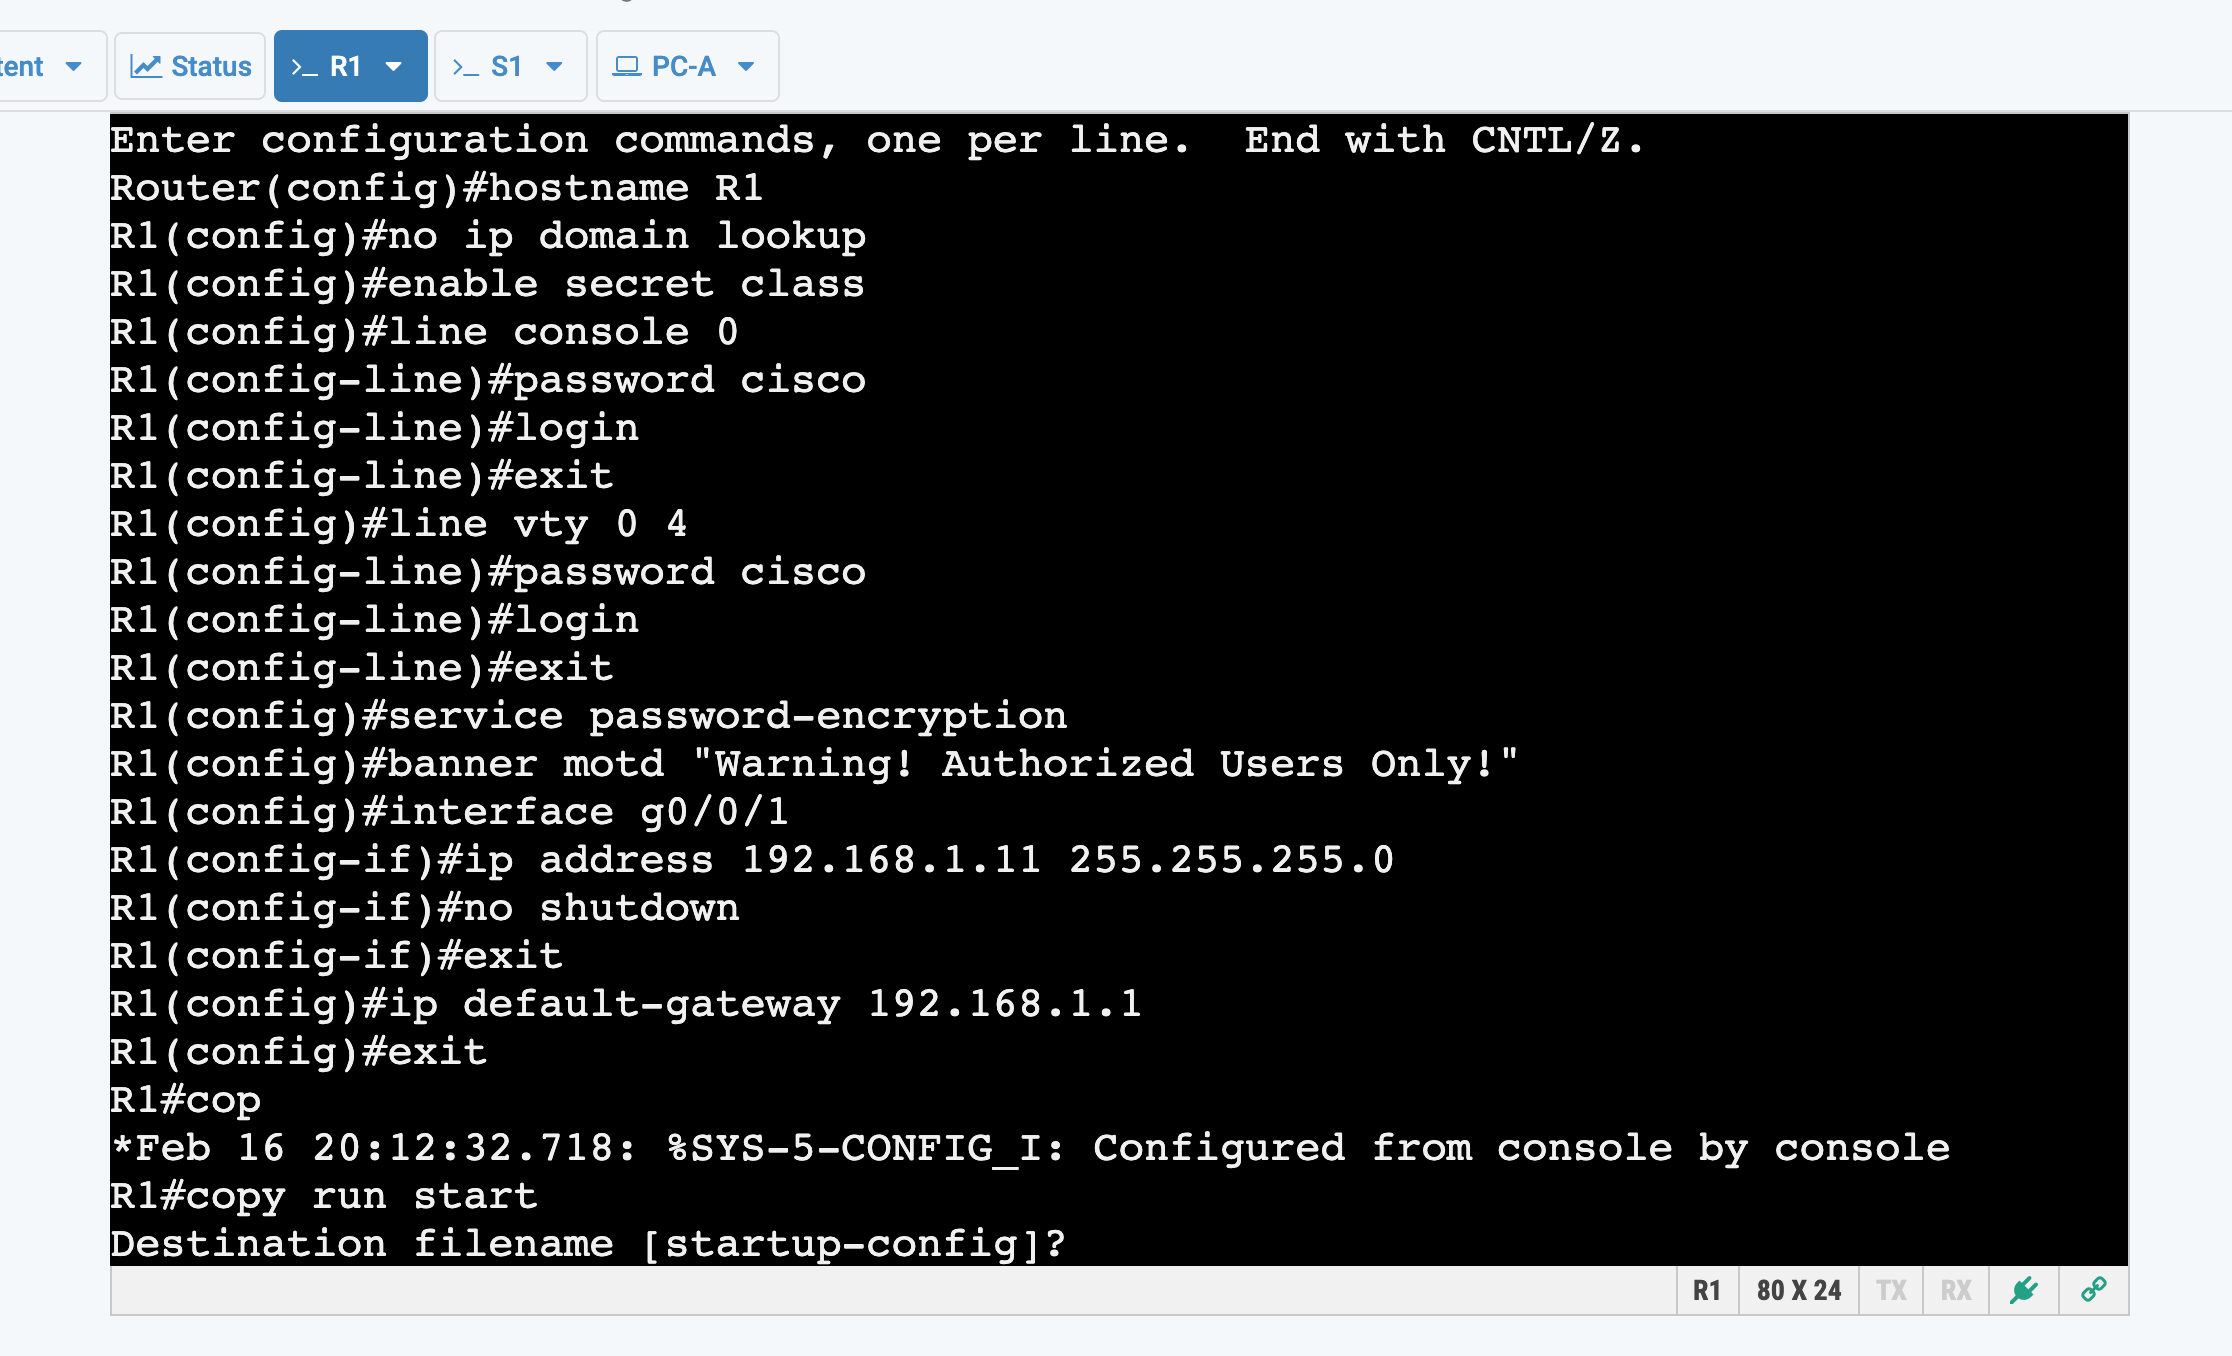 tent
Status
>_ R1
>_ S1
PC-A
Enter configuration commands, one per line.  End with CNTL/Z.
Router(config)#hostname R1
R1(config)#no ip domain lookup
R1(config)#enable secret class
R1(config)#line console 0
R1(config-line)#password cisco
R1(config-line)#login
R1(config-line)#exit
R1(config)#line vty 0 4
R1(config-line)#password cisco
R1(config-line)#login
R1(config-line)#exit
R1(config)#service password-encryption
R1(config)#banner motd "Warning! Authorized Users Only!"
R1(config)#interface g0/0/1
R1(config-if)#ip address 192.168.1.11 255.255.255.0
R1(config-if)#no shutdown
R1(config-if)#exit
R1(config)#ip default-gateway 192.168.1.1
R1(config)#exit
R1#cop
*Feb 16 20:12:32.718: %SYS-5-CONFIG_I: Configured from console by console
R1#copy run start
Destination filename [startup-config]?
R1
80 X 24
TX
RX